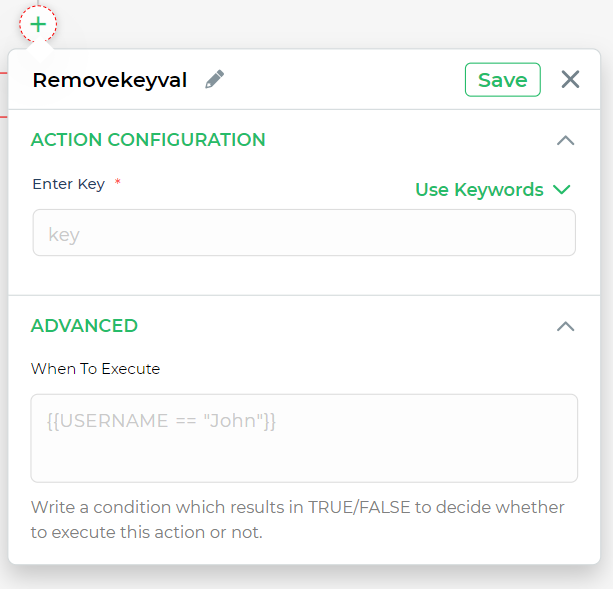 Removekeyval
Save
ACTION CONFIGURATION
Enter Key *
Use Keywords
key
ADVANCED
When To Execute
{{USERNAME == "John"}}
Write a condition which results in TRUE/FALSE to decide whether
to execute this action or not.